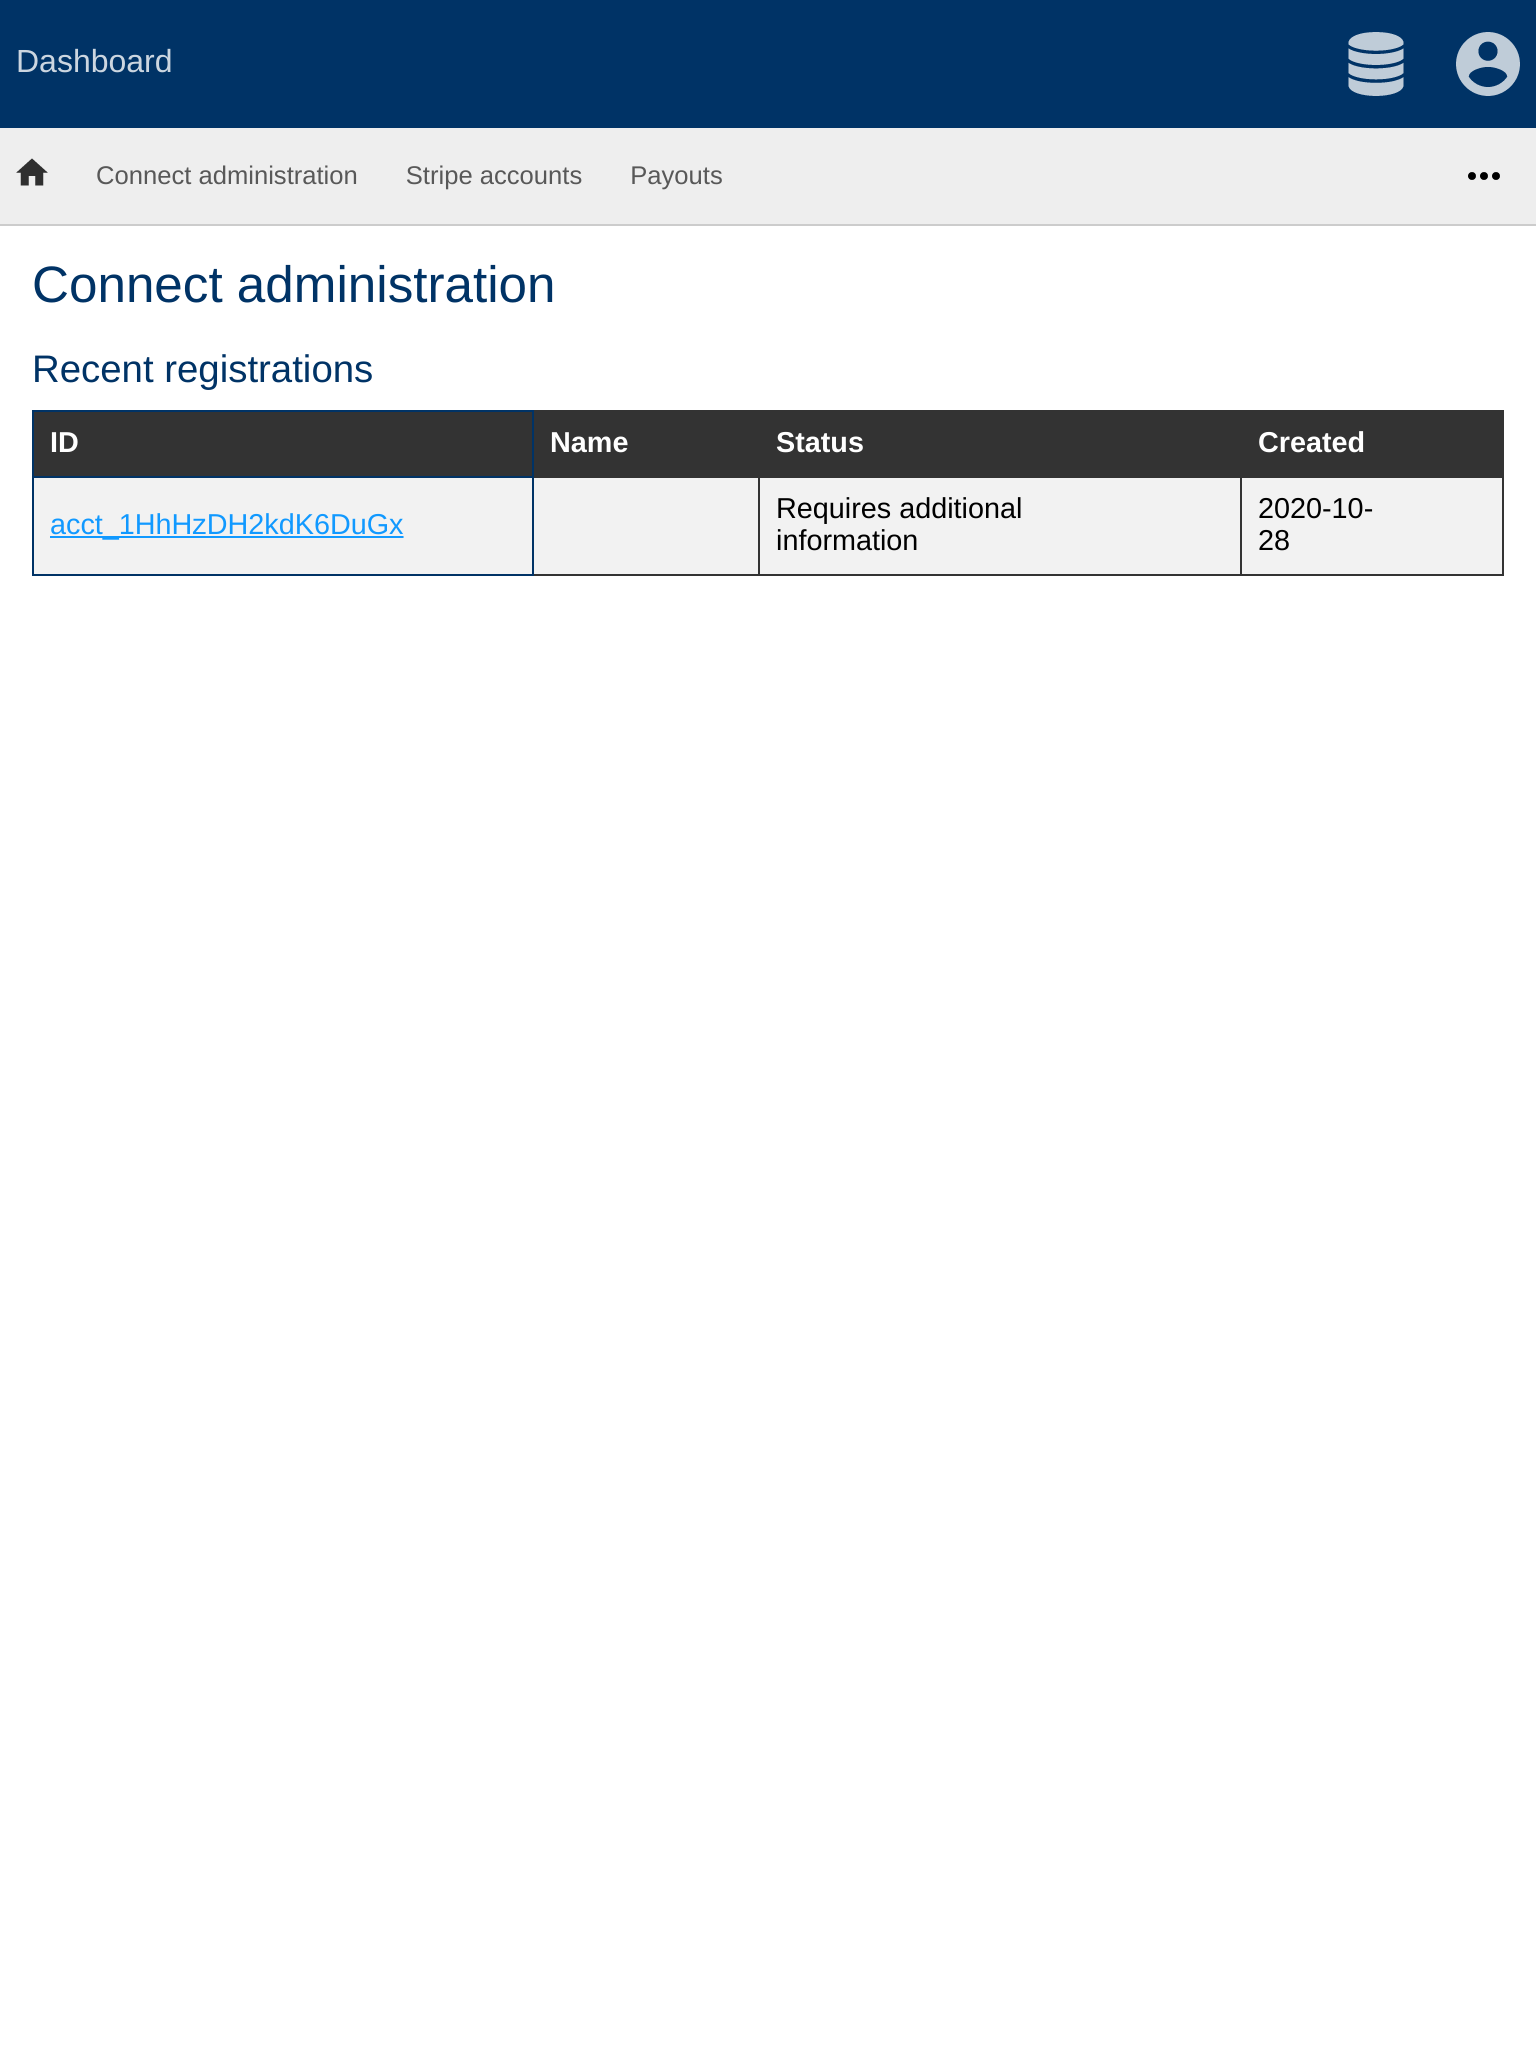 Dashboard
Connect administration Stripe accounts Payouts
Connect administration
Recent registrations
ID Name Status Created
acct_1HhHzDH2kdK6DuGx Requires additional information 2020-10-28